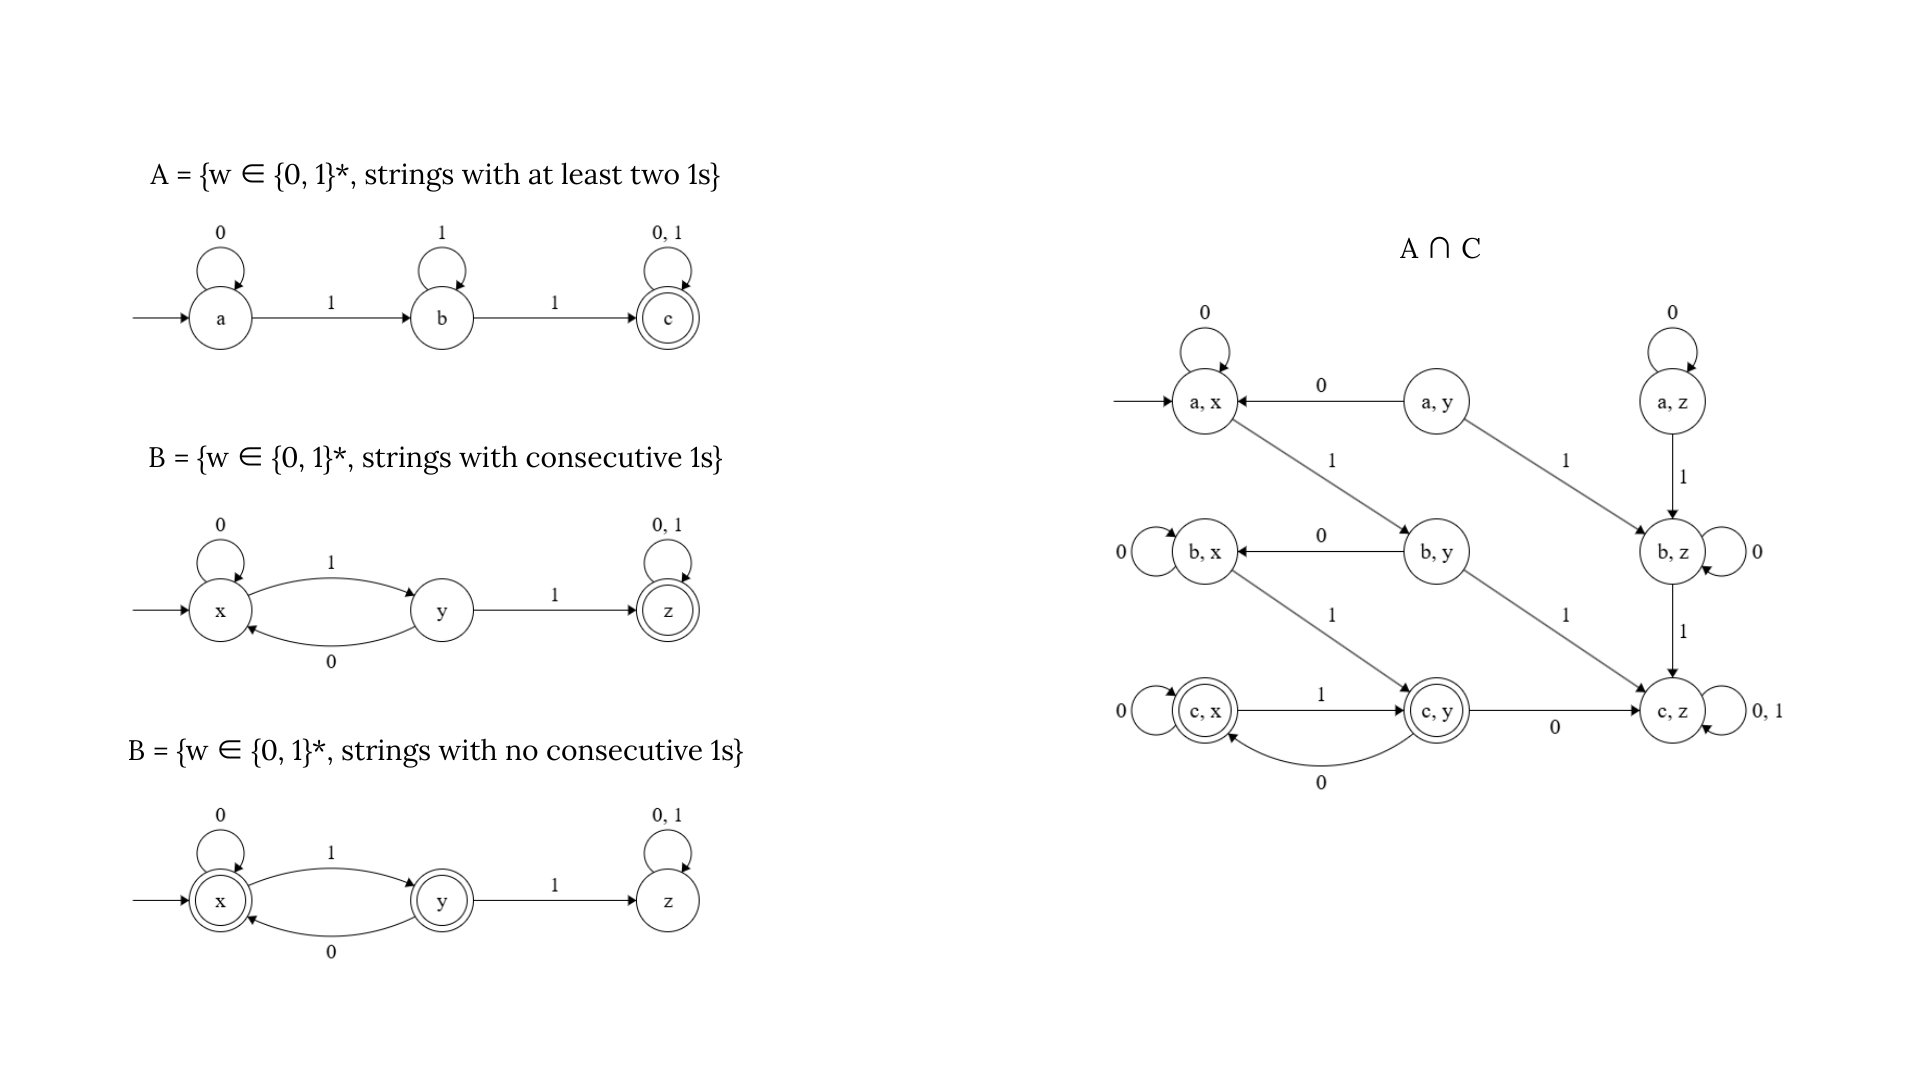 A = {w ∈ {0, 1}*, strings with at least two 1s}
0
1
0, 1
1
1
a
b
c
B = {w ∈ {0, 1}*, strings with consecutive 1s}
0
0, 1
1
1
x
y
z
0
B = {w ∈ {0, 1}*, strings with no consecutive 1s}
0
0, 1
1
1
x
y
z
0
A ∩ C
0
0
0
a, x
a, y
a, z
1
1
1
0
0
b, x
b, y
b, z
0
1
1
1
0
1
c, x
c, y
c, z
0, 1
0
0